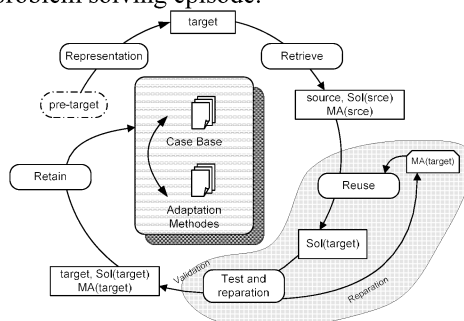 problem solving episode.
target
Representation
Retrieve
pre-target
source, Sol(srce)
MA(srce)
Case Base
MA(target)
Retain
Reuse
Adaptation
Methodes
Sol(target)
Validation
Test and
reparation
Reparation
target, Sol(target)
MA(target)